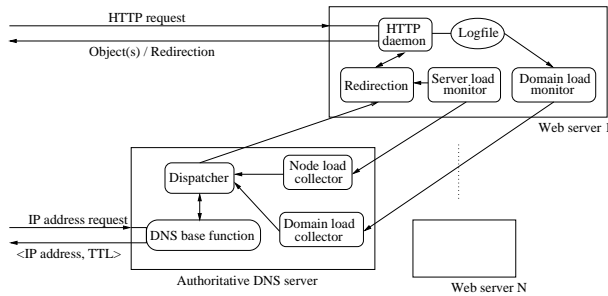 HTTP request
Object(s) / Redirection
HTTP
daemon
Logfile
Redirection
Server load
monitor
Domain load
monitor
Web server 1
Dispatcher
Node load
collector
IP address request
DNS base function
Domain load
collector
<IP address, TTL>
Authoritative DNS server
Web server N